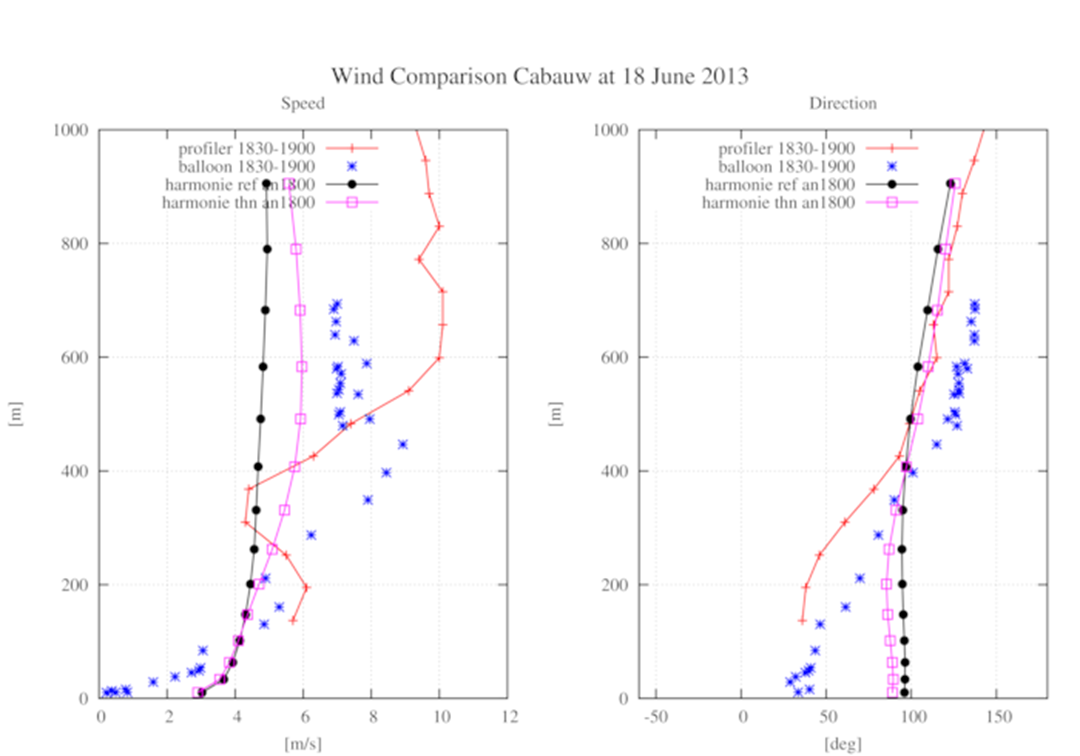 Wind Comparison Cabauw at 18 June 2013
Speed
1000
800
600
400
200
0
[m]
profiler 1830-1900
balloon 1830-1900
harmonie ref an1800
harmonie thn an1800
0 2 4 6 8 10 12
[m/s]
Direction
1000
800
600
400
200
0
[m]
profiler 1830-1900
balloon 1830-1900
harmonie ref an1800
harmonie thn an1800
-50 0 50 100 150
[deg]